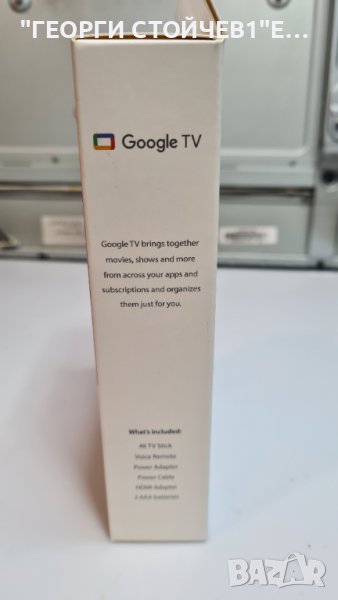 "ГЕОРГИ СТОЙЧЕВ1"Е...
Google TV
Google TV brings together
movies, shows and more
from across your apps and
subscriptions and organizes
them just for you.
What's included:
4K TV Stick
Voice Remote
Power Adapter
Power Cable
HDMI Adapter
2 AAA batteries
BAZAR
bg